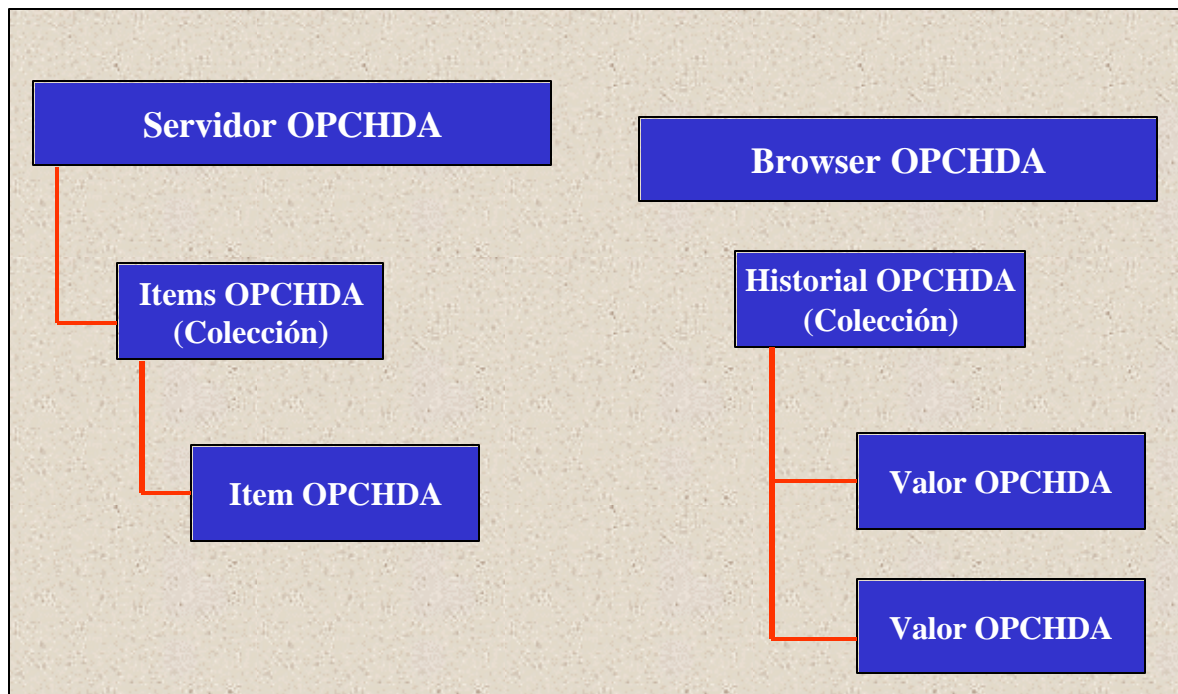 Servidor OPCHDA
Browser OPCHDA
Items OPCHDA
(Colección)
Historial OPCHDA
(Colección)
Item OPCHDA
Valor OPCHDA
Valor OPCHDA